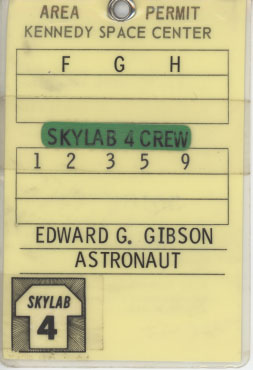 AREA PERMIT
KENNEDY SPACE CENTER
F G H
SKYLAB 4 CREW
1 2 3 5 9
EDWARD G. GIBSON
ASTRONAUT
SKYLAB
4